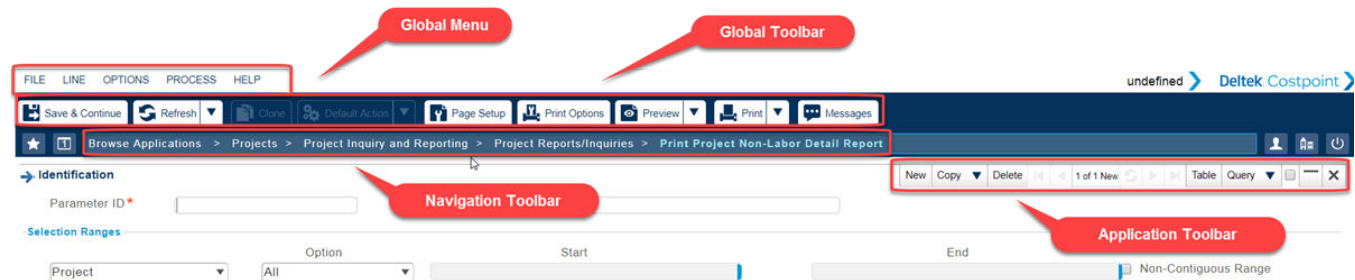 Global Menu
Global Toolbar
FILE LINE OPTIONS PROCESS HELP
undefined Deltek Costpoint
Save & Continue Refresh Clone Default Action Page Setup Print Options Preview Print Messages
1 Browse Applications > Projects > Project Inquiry and Reporting > Project Reports/Inquiries > Print Project Non-Labor Detail Report
Identification New Copy Delete 1 of 1 New Table Query
Parameter ID * Navigation Toolbar
Application Toolbar
Selection Ranges
Option Start End
Project All Non-Contiguous Range